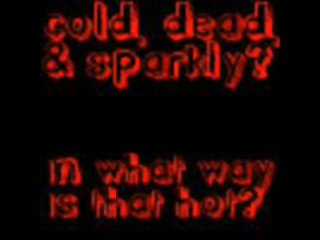 cold, dead,
& sparkly?
in what way
is that hot?